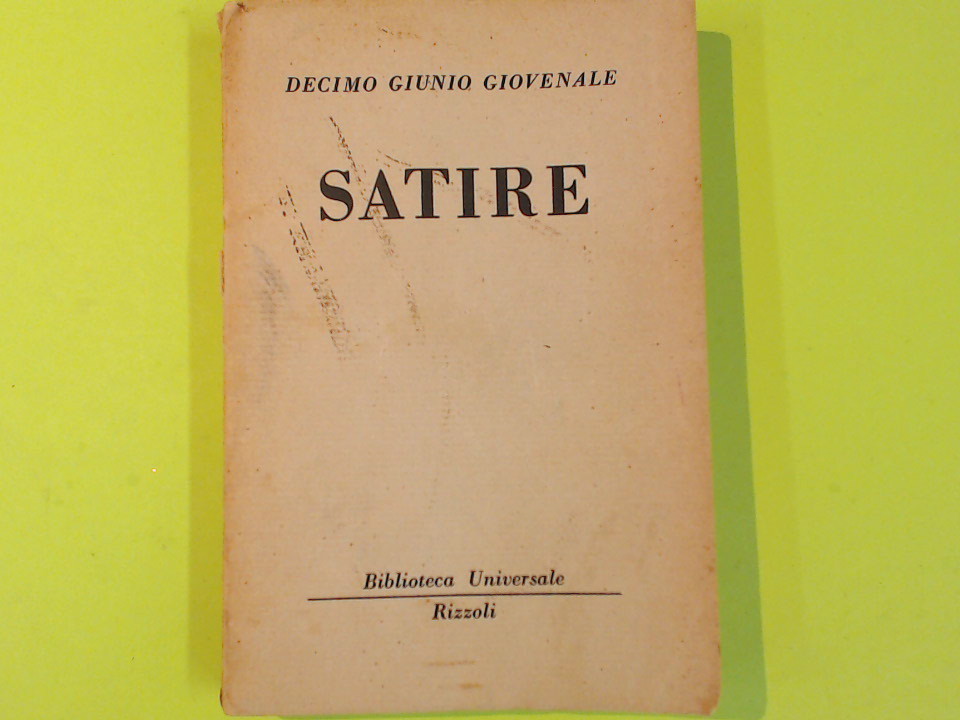 DECIMO GIUNIO GIOVENALE
SATIRE
Biblioteca Universale
Rizzoli